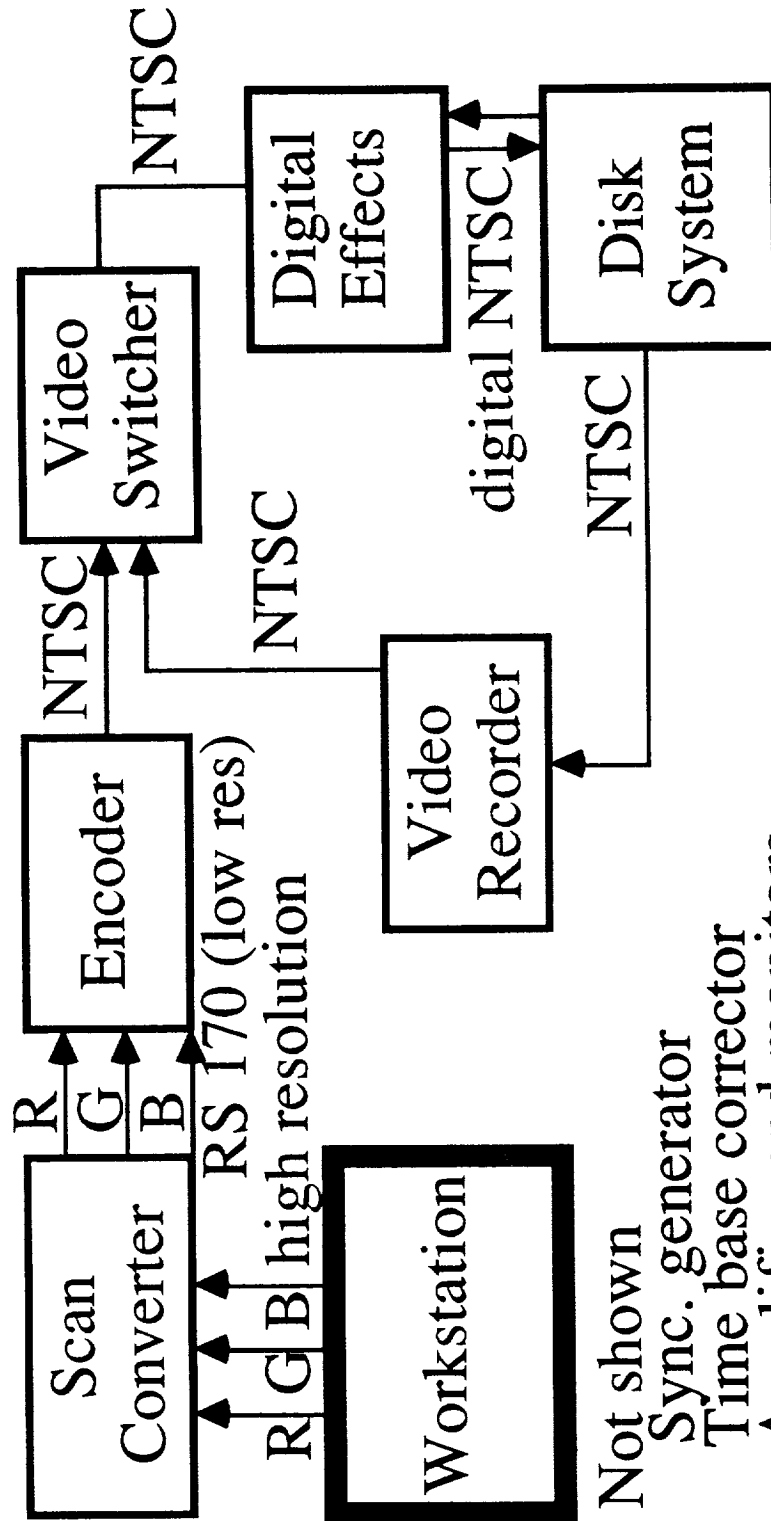 Scan
Converter
R
G
B
RS 170 (low res)
Encoder
NTSC
Video
Switcher
NTSC
R G B high resolution
Workstation
Video
Recorder
NTSC
Digital
Effects
digital NTSC
Disk
System
NTSC
Not shown
Sync. generator
Time base corrector